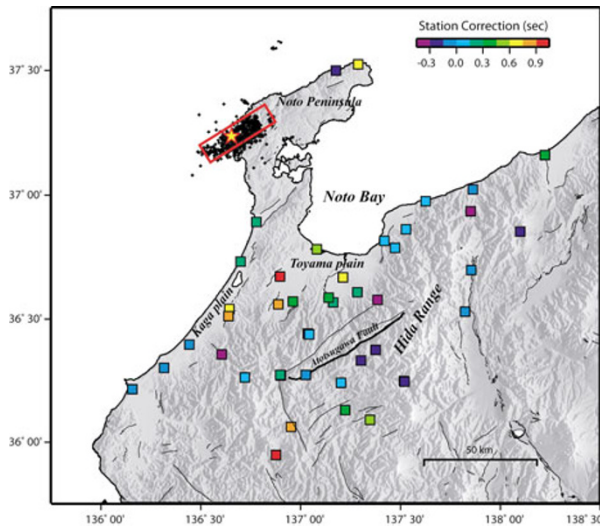 Station Correction (sec)
-0.3 0.0 0.3 0.6 0.9
37˚ 30'
Noto Peninsula
37˚ 00'
Noto Bay
Toyama plain
Kaga plain
36˚ 30'
Atotsugawa Fault
Hida Range
36˚ 00'
50 km
136˚ 00' 136˚ 30' 137˚ 00' 137˚ 30' 138˚ 00' 138˚ 30'